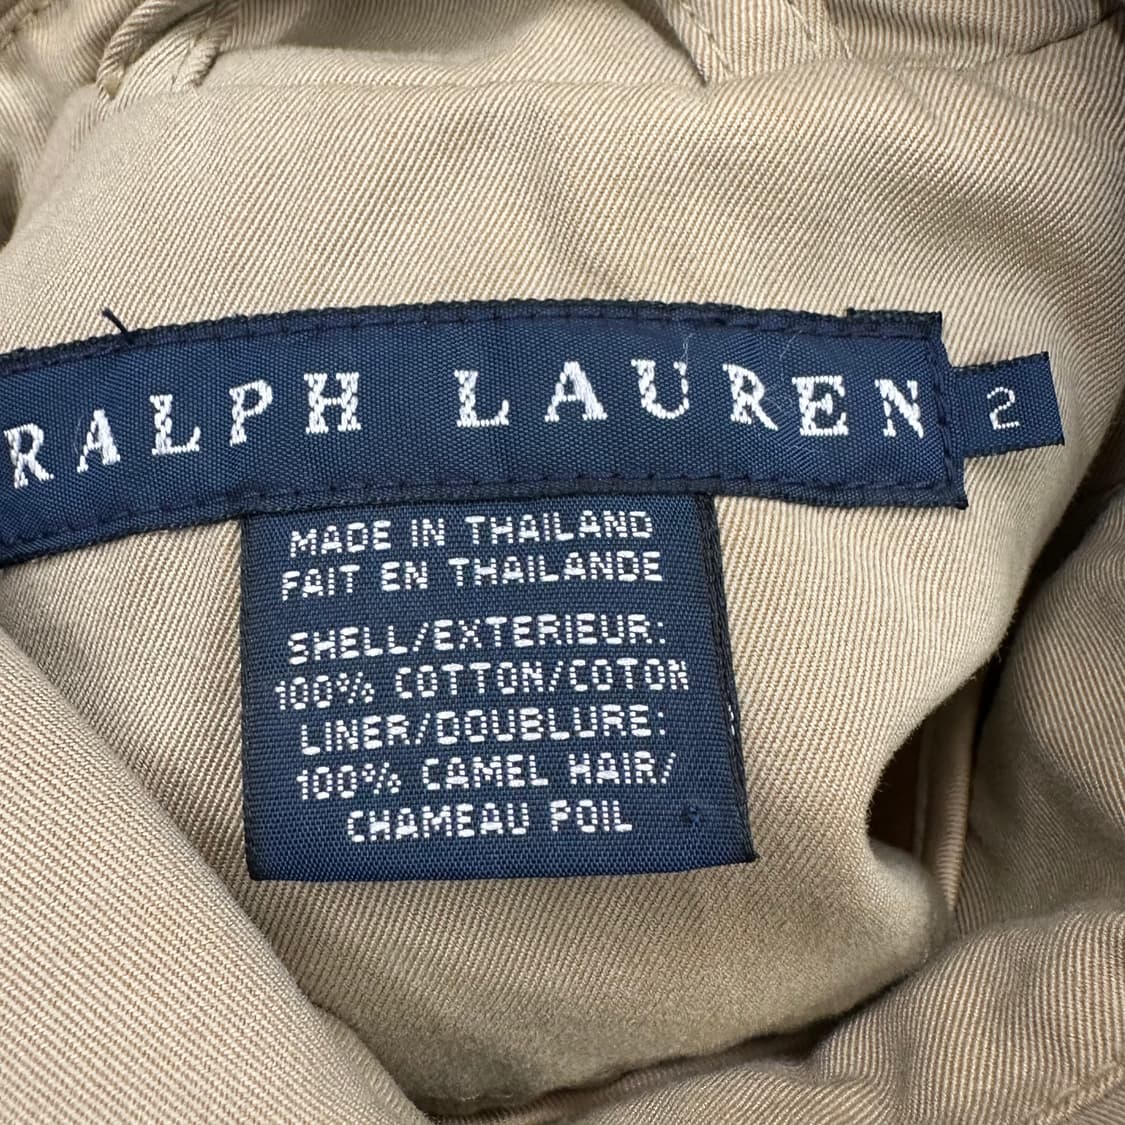 RALPH LAUREN
2
MADE IN THAILAND
FAIT EN THAILANDE
SHELL/EXTERIEUR:
100% COTTON/COTON
LINER/DOUBLURE:
100% CAMEL HAIR/
CHAMEAU POIL